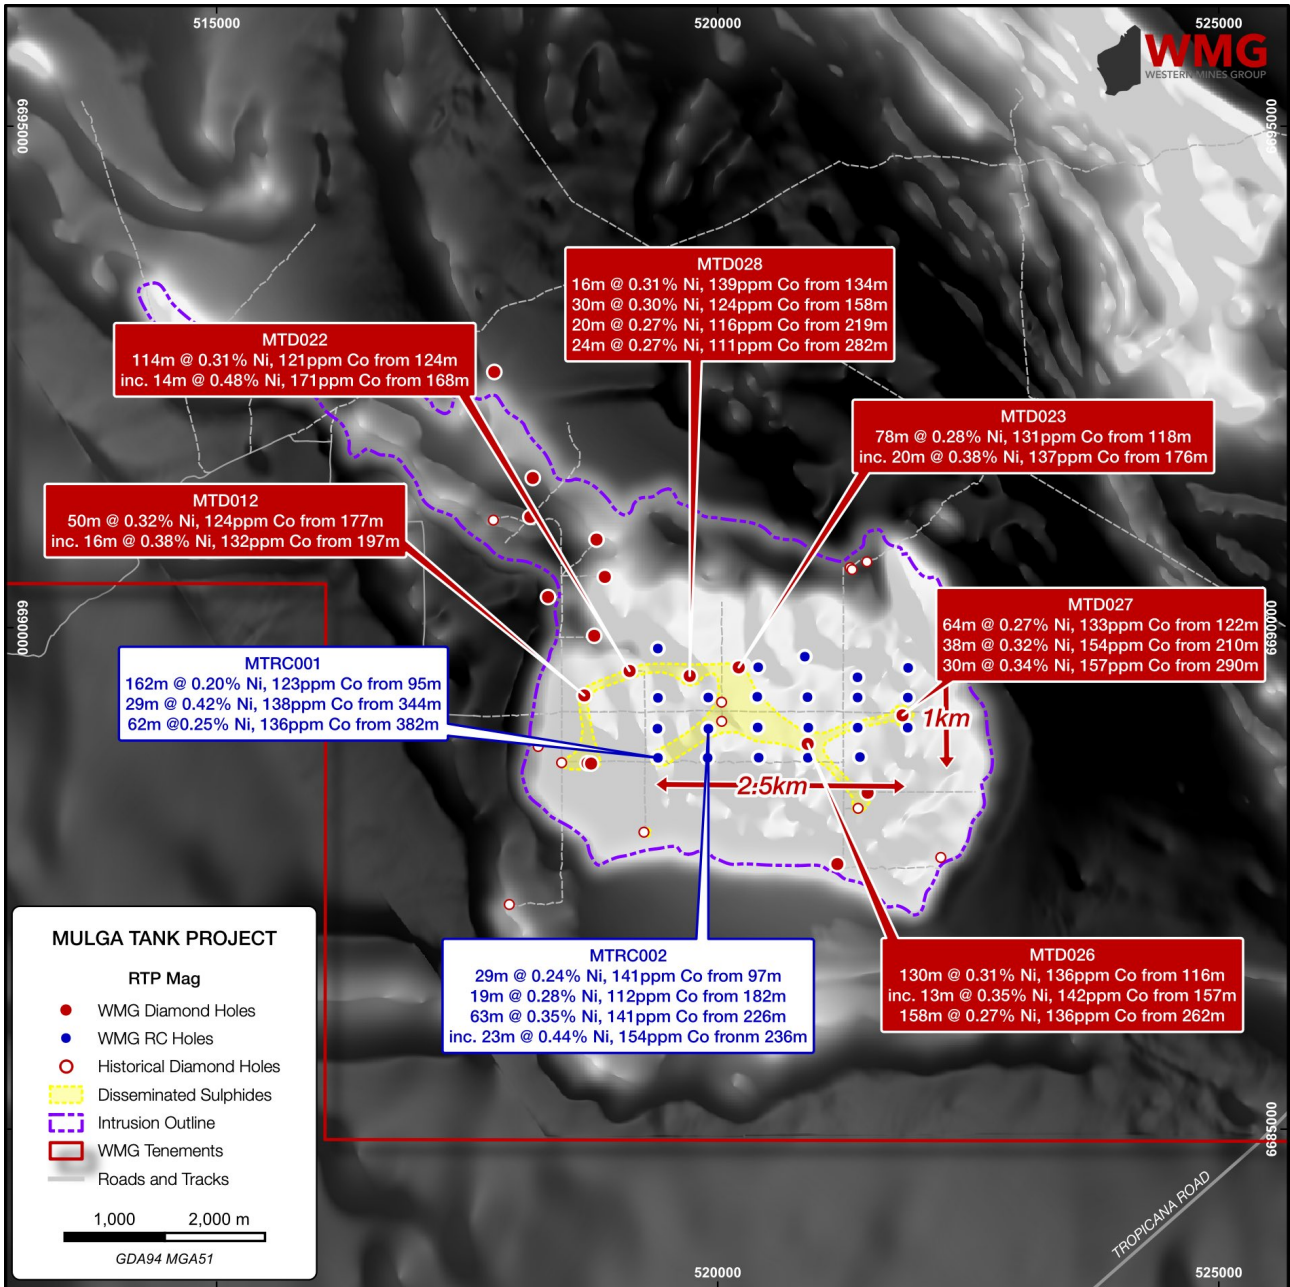 515000
520000
525000
WMG
WESTERN MINES GROUP
6695000
6695000
MTD028
16m @ 0.31% Ni, 139ppm Co from 134m
30m @ 0.30% Ni, 124ppm Co from 158m
20m @ 0.27% Ni, 116ppm Co from 219m
24m @ 0.27% Ni, 111ppm Co from 282m
MTD022
114m @ 0.31% Ni, 121ppm Co from 124m
inc. 14m @ 0.48% Ni, 171ppm Co from 168m
MTD023
78m @ 0.28% Ni, 131ppm Co from 118m
inc. 20m @ 0.38% Ni, 137ppm Co from 176m
MTD012
50m @ 0.32% Ni, 124ppm Co from 177m
inc. 16m @ 0.38% Ni, 132ppm Co from 197m
MTD027
64m @ 0.27% Ni, 133ppm Co from 122m
38m @ 0.32% Ni, 154ppm Co from 210m
30m @ 0.34% Ni, 157ppm Co from 290m
6690000
6690000
MTRC001
162m @ 0.20% Ni, 123ppm Co from 95m
29m @ 0.42% Ni, 138ppm Co from 344m
62m @0.25% Ni, 136ppm Co from 382m
1km
2.5km
MTRC002
29m @ 0.24% Ni, 141ppm Co from 97m
19m @ 0.28% Ni, 112ppm Co from 182m
63m @ 0.35% Ni, 141ppm Co from 226m
inc. 23m @ 0.44% Ni, 154ppm Co fronm 236m
MTD026
130m @ 0.31% Ni, 136ppm Co from 116m
inc. 13m @ 0.35% Ni, 142ppm Co from 157m
158m @ 0.27% Ni, 136ppm Co from 262m
MULGA TANK PROJECT
RTP Mag
WMG Diamond Holes
WMG RC Holes
Historical Diamond Holes
Disseminated Sulphides
Intrusion Outline
WMG Tenements
Roads and Tracks
1,000 2,000 m
GDA94 MGA51
6685000
TROPICANA ROAD
520000
525000